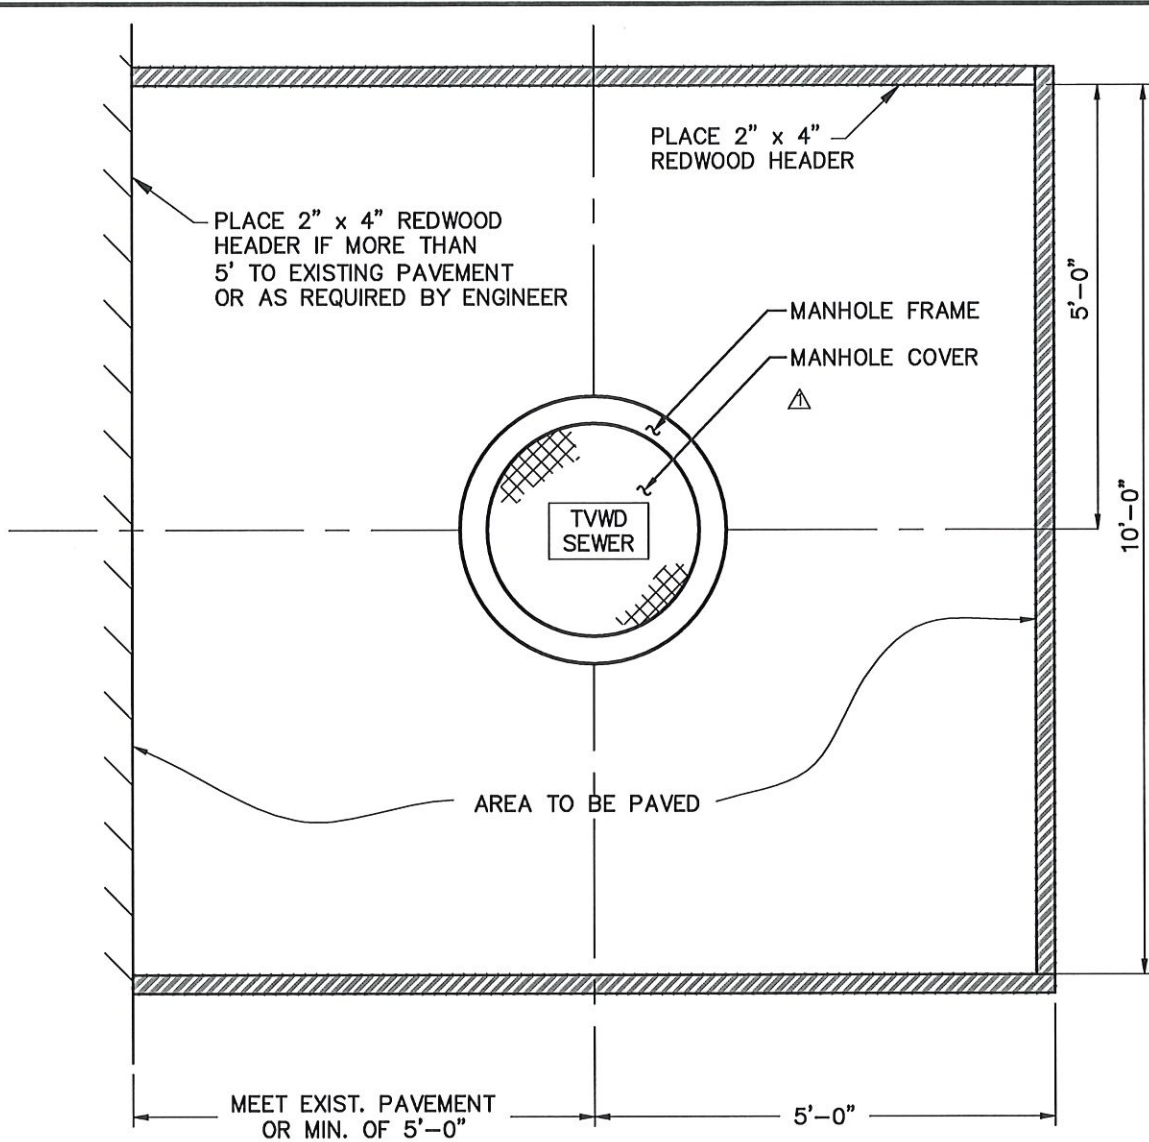 PLACE 2" x 4"
REDWOOD HEADER
PLACE 2" x 4" REDWOOD
HEADER IF MORE THAN
5' TO EXISTING PAVEMENT
OR AS REQUIRED BY ENGINEER
MANHOLE FRAME
MANHOLE COVER
1
5'-0"
10'-0"
TVWD
SEWER
AREA TO BE PAVED
MEET EXIST. PAVEMENT
OR MIN. OF 5'-0"
5'-0"